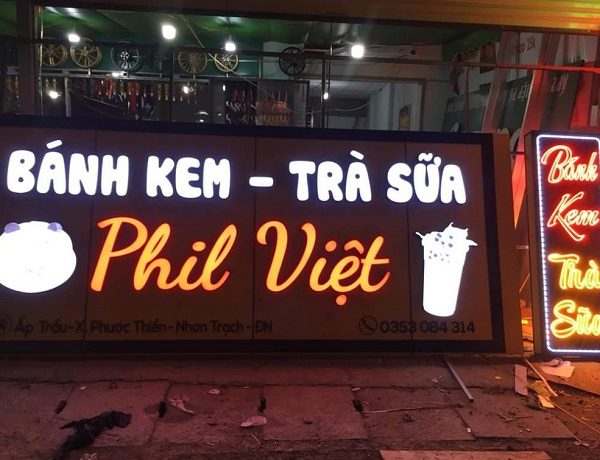 BÁNH KEM - TRÀ SỮA
Phil Việt
Ấp Trầu - X. Phước Thiền - Nhơn Trạch - ĐN
0353 084 314
Bánh
Kem
Trà
Sữa